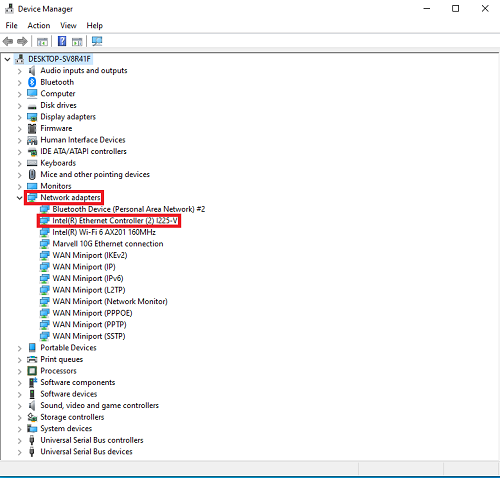 Device Manager
File Action View Help
DESKTOP-SV8R41F
Audio inputs and outputs
Bluetooth
Computer
Disk drives
Display adapters
Firmware
Human Interface Devices
IDE ATA/ATAPI controllers
Keyboards
Mice and other pointing devices
Monitors
Network adapters
Bluetooth Device (Personal Area Network) #2
Intel(R) Ethernet Controller (2) I225-V
Intel(R) Wi-Fi 6 AX201 160MHz
Marvell 10G Ethernet connection
WAN Miniport (IKEv2)
WAN Miniport (IP)
WAN Miniport (IPv6)
WAN Miniport (L2TP)
WAN Miniport (Network Monitor)
WAN Miniport (PPPOE)
WAN Miniport (PPTP)
WAN Miniport (SSTP)
Portable Devices
Print queues
Processors
Software components
Software devices
Sound, video and game controllers
Storage controllers
System devices
Universal Serial Bus controllers
Universal Serial Bus devices